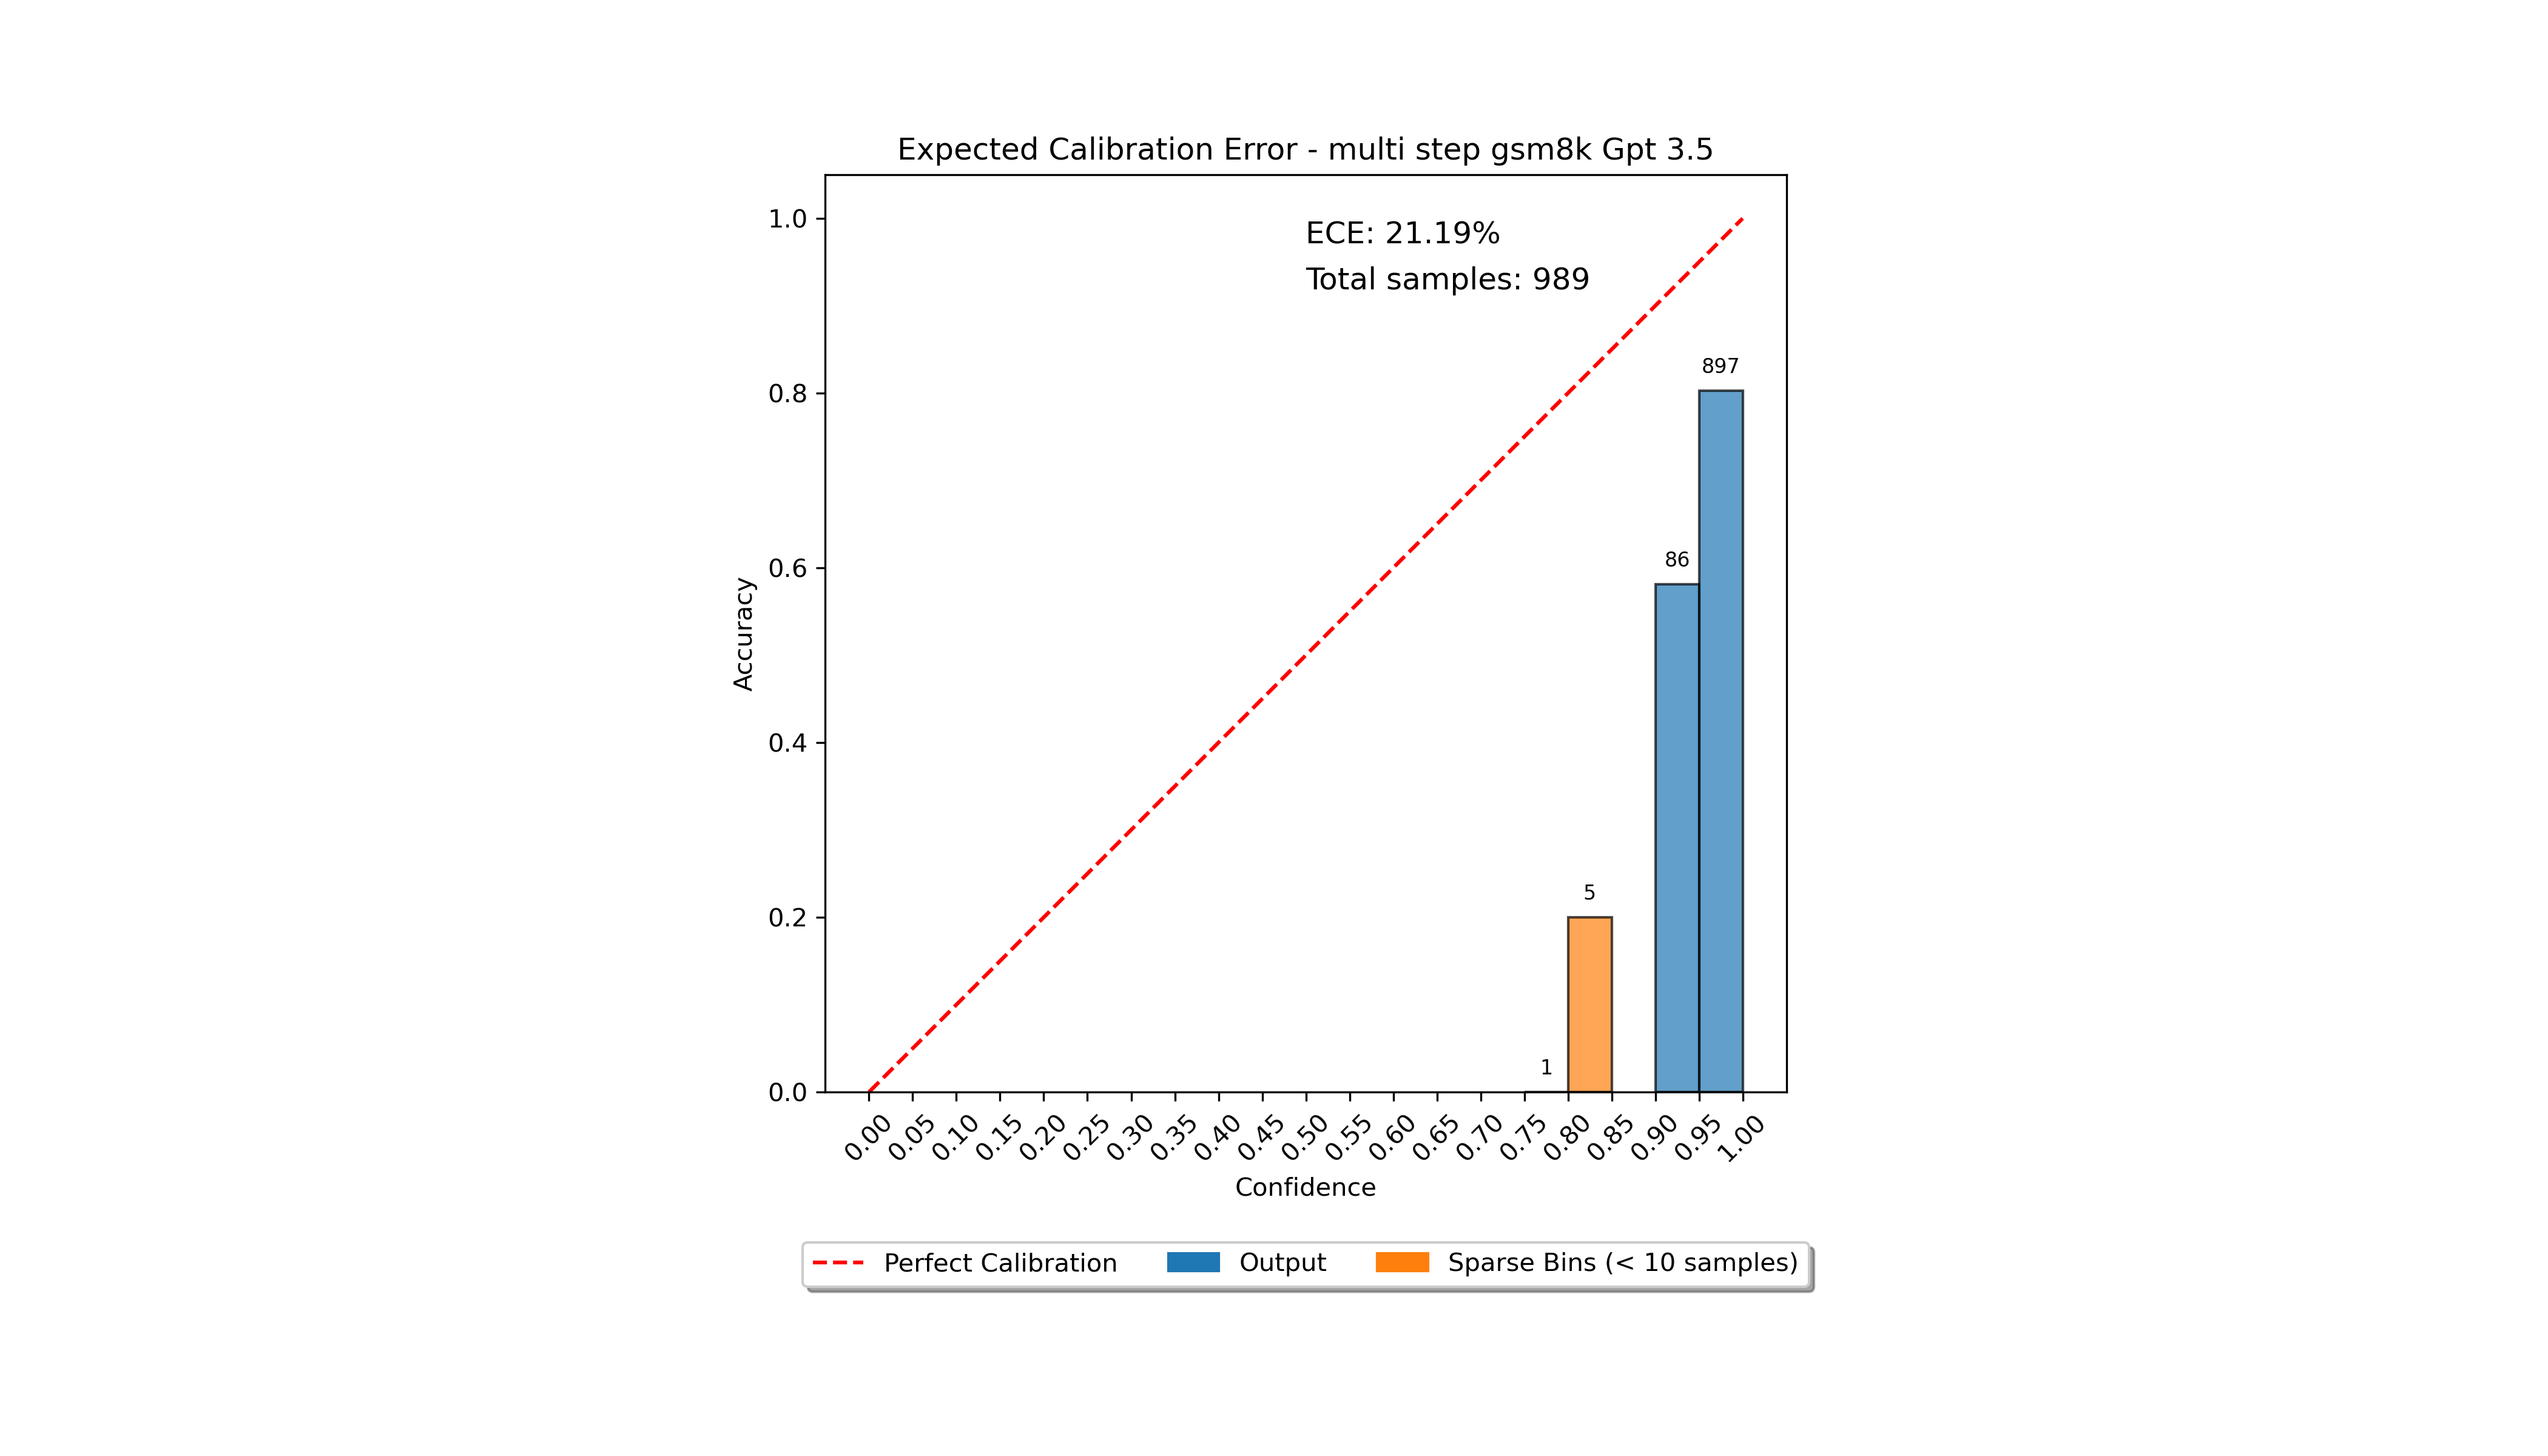 Expected Calibration Error - multi step gsm8k Gpt 3.5
ECE: 21.19%
Total samples: 989
Accuracy
1.0
0.8
0.6
0.4
0.2
0.0
897
86
5
1
0.00 0.05 0.10 0.15 0.20 0.25 0.30 0.35 0.40 0.45 0.50 0.55 0.60 0.65 0.70 0.75 0.80 0.85 0.90 0.95 1.00
Confidence
Perfect Calibration Output Sparse Bins (< 10 samples)